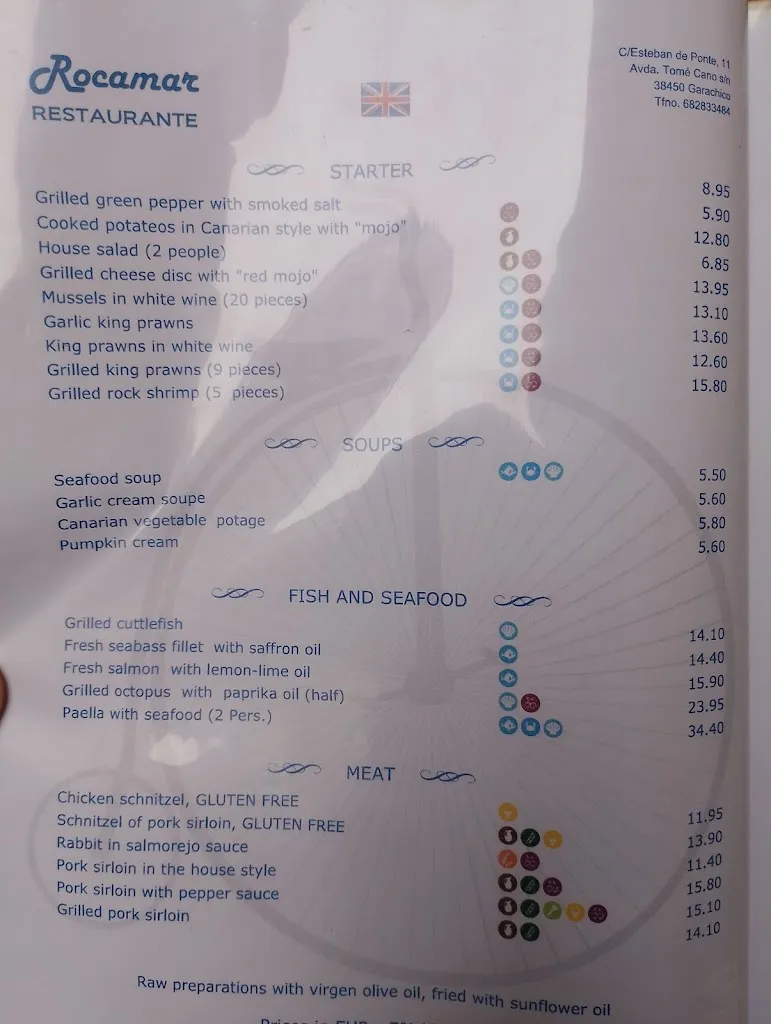 Rocamar
RESTAURANTE
C/Esteban de Ponte, 11
Avda. Tomé Cano s/n
38450 Garachico
Tfno. 682833484
STARTER
Grilled green pepper with smoked salt 8.95
Cooked potateos in Canarian style with "mojo" 5.90
House salad (2 people) 12.80
Grilled cheese disc with "red mojo" 6.85
Mussels in white wine (20 pieces) 13.95
Garlic king prawns 13.10
King prawns in white wine 13.60
Grilled king prawns (9 pieces) 12.60
Grilled rock shrimp (5 pieces) 15.80
SOUPS
Seafood soup 5.50
Garlic cream soupe 5.60
Canarian vegetable potage 5.80
Pumpkin cream 5.60
FISH AND SEAFOOD
Grilled cuttlefish 14.10
Fresh seabass fillet with saffron oil 14.40
Fresh salmon with lemon-lime oil 15.90
Grilled octopus with paprika oil (half) 23.95
Paella with seafood (2 Pers.) 34.40
MEAT
Chicken schnitzel, GLUTEN FREE 11.95
Schnitzel of pork sirloin, GLUTEN FREE 13.90
Rabbit in salmorejo sauce 11.40
Pork sirloin in the house style 15.80
Pork sirloin with pepper sauce 15.10
Grilled pork sirloin 14.10
Raw preparations with virgen olive oil, fried with sunflower oil
Prices in EUR